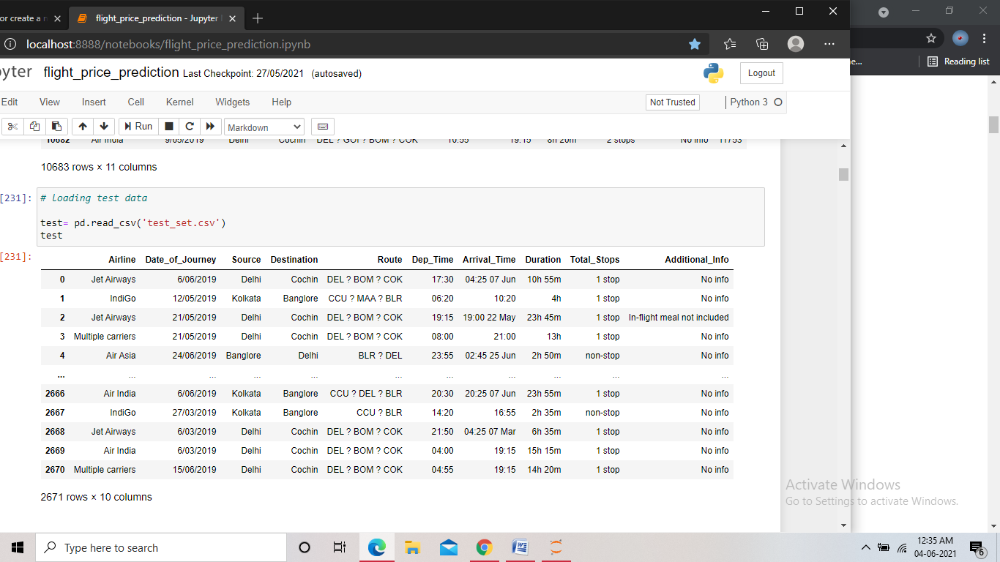 or create a n
flight_price_prediction - Jupyter
localhost:8888/notebooks/flight_price_prediction.ipynb
e...
Reading list
yter flight_price_prediction Last Checkpoint: 27/05/2021 (autosaved)
Logout
Edit View Insert Cell Kernel Widgets Help
Not Trusted
Python 3
Run
Markdown
10682 Air India 9/05/2019 Delhi Cochin DEL ? GOI ? BOM ? COK 10:55 19:15 8h 20m 2 stops No info 11753
10683 rows × 11 columns
[231]: # loading test data
test= pd.read_csv('test_set.csv')
test
[231]:
Airline Date_of_Journey Source Destination Route Dep_Time Arrival_Time Duration Total_Stops Additional_Info
0 Jet Airways 6/06/2019 Delhi Cochin DEL ? BOM ? COK 17:30 04:25 07 Jun 10h 55m 1 stop No info
1 IndiGo 12/05/2019 Kolkata Banglore CCU ? MAA ? BLR 06:20 10:20 4h 1 stop No info
2 Jet Airways 21/05/2019 Delhi Cochin DEL ? BOM ? COK 19:15 19:00 22 May 23h 45m 1 stop In-flight meal not included
3 Multiple carriers 21/05/2019 Delhi Cochin DEL ? BOM ? COK 08:00 21:00 13h 1 stop No info
4 Air Asia 24/06/2019 Banglore Delhi BLR ? DEL 23:55 02:45 25 Jun 2h 50m non-stop No info
... ... ... ... ... ... ... ... ... ... ...
2666 Air India 6/06/2019 Kolkata Banglore CCU ? DEL ? BLR 20:30 20:25 07 Jun 23h 55m 1 stop No info
2667 IndiGo 27/03/2019 Kolkata Banglore CCU ? BLR 14:20 16:55 2h 35m non-stop No info
2668 Jet Airways 6/03/2019 Delhi Cochin DEL ? BOM ? COK 21:50 04:25 07 Mar 6h 35m 1 stop No info
2669 Air India 6/03/2019 Delhi Cochin DEL ? BOM ? COK 04:00 19:15 15h 15m 1 stop No info
2670 Multiple carriers 15/06/2019 Delhi Cochin DEL ? BOM ? COK 04:55 19:15 14h 20m 1 stop No info
2671 rows × 10 columns
Activate Windows
Go to Settings to activate Windows.
Type here to search
12:35 AM
04-06-2021
6